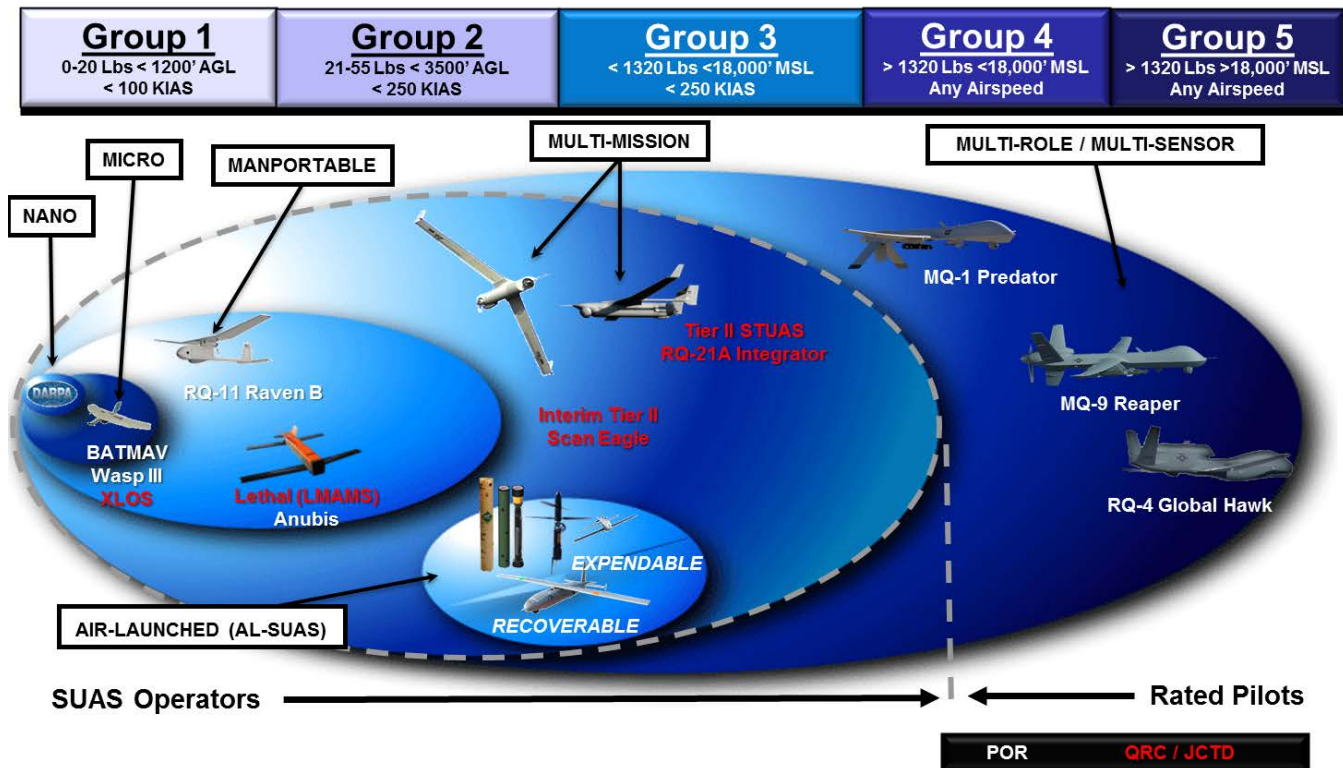 Group 1
0-20 Lbs < 1200' AGL
< 100 KIAS
Group 2
21-55 Lbs < 3500' AGL
< 250 KIAS
Group 3
< 1320 Lbs <18,000' MSL
< 250 KIAS
Group 4
> 1320 Lbs <18,000' MSL
Any Airspeed
Group 5
> 1320 Lbs >18,000' MSL
Any Airspeed
NANO
MICRO
MANPORTABLE
MULTI-MISSION
MULTI-ROLE / MULTI-SENSOR
MQ-1 Predator
Tier II STUAS
RQ-21A Integrator
MQ-9 Reaper
DARPA
RQ-11 Raven B
BATMAV
Wasp III
XLOS
Lethal (LMAMS)
Anubis
Interim Tier II
Scan Eagle
RQ-4 Global Hawk
EXPENDABLE
RECOVERABLE
AIR-LAUNCHED (AL-SUAS)
SUAS Operators
Rated Pilots
POR QRC / JCTD